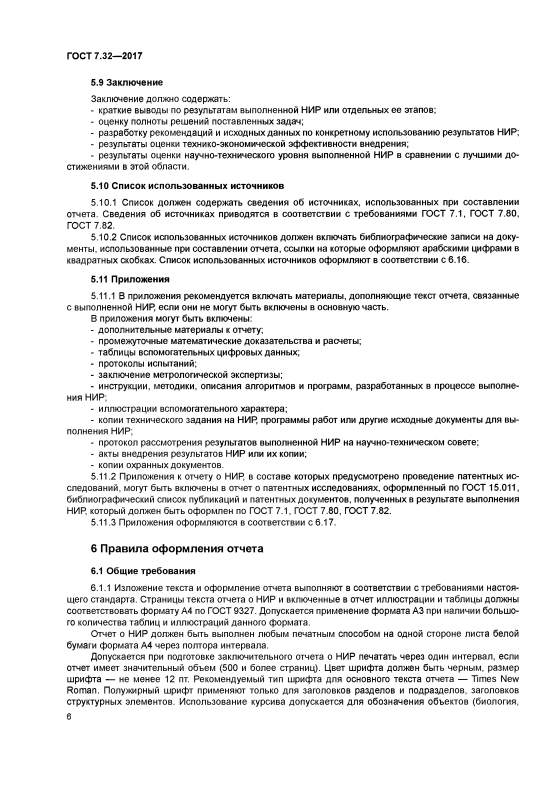 ГОСТ 7.32—2017
5.9 Заключение
Заключение должно содержать:
- краткие выводы по результатам выполненной НИР или отдельных ее этапов;
- оценку полноты решений поставленных задач;
- разработку рекомендаций и исходных данных по конкретному использованию результатов НИР;
- результаты оценки технико-экономической эффективности внедрения;
- результаты оценки научно-технического уровня выполненной НИР в сравнении с лучшими до-
стижениями в этой области.
5.10 Список использованных источников
5.10.1 Список должен содержать сведения об источниках, использованных при составлении
отчета. Сведения об источниках приводятся в соответствии с требованиями ГОСТ 7.1, ГОСТ 7.80,
ГОСТ 7.82.
5.10.2 Список использованных источников должен включать библиографические записи на доку-
менты, использованные при составлении отчета, ссылки на которые оформляют арабскими цифрами в
квадратных скобках. Список использованных источников оформляют в соответствии с 6.16.
5.11 Приложения
5.11.1 В приложения рекомендуется включать материалы, дополняющие текст отчета, связанные
с выполненной НИР, если они не могут быть включены в основную часть.
В приложения могут быть включены:
- дополнительные материалы к отчету;
- промежуточные математические доказательства и расчеты;
- таблицы вспомогательных цифровых данных;
- протоколы испытаний;
- заключение метрологической экспертизы;
- инструкции, методики, описания алгоритмов и программ, разработанных в процессе выполне-
ния НИР;
- иллюстрации вспомогательного характера;
- копии технического задания на НИР, программы работ или другие исходные документы для вы-
полнения НИР;
- протокол рассмотрения результатов выполненной НИР на научно-техническом совете;
- акты внедрения результатов НИР или их копии;
- копии охранных документов.
5.11.2 Приложения к отчету о НИР, в составе которых предусмотрено проведение патентных ис-
следований, могут быть включены в отчет о патентных исследованиях, оформленный по ГОСТ 15.011,
библиографический список публикаций и патентных документов, полученных в результате выполнения
НИР, который должен быть оформлен по ГОСТ 7.1, ГОСТ 7.80, ГОСТ 7.82.
5.11.3 Приложения оформляются в соответствии с 6.17.
6 Правила оформления отчета
6.1 Общие требования
6.1.1 Изложение текста и оформление отчета выполняют в соответствии с требованиями настоя-
щего стандарта. Страницы текста отчета о НИР и включенные в отчет иллюстрации и таблицы должны
соответствовать формату А4 по ГОСТ 9327. Допускается применение формата А3 при наличии большо-
го количества таблиц и иллюстраций данного формата.
Отчет о НИР должен быть выполнен любым печатным способом на одной стороне листа белой
бумаги формата А4 через полтора интервала.
Допускается при подготовке заключительного отчета о НИР печатать через один интервал, если
отчет имеет значительный объем (500 и более страниц). Цвет шрифта должен быть черным, размер
шрифта — не менее 12 пт. Рекомендуемый тип шрифта для основного текста отчета — Times New
Roman. Полужирный шрифт применяют только для заголовков разделов и подразделов, заголовков
структурных элементов. Использование курсива допускается для обозначения объектов (биология,
6